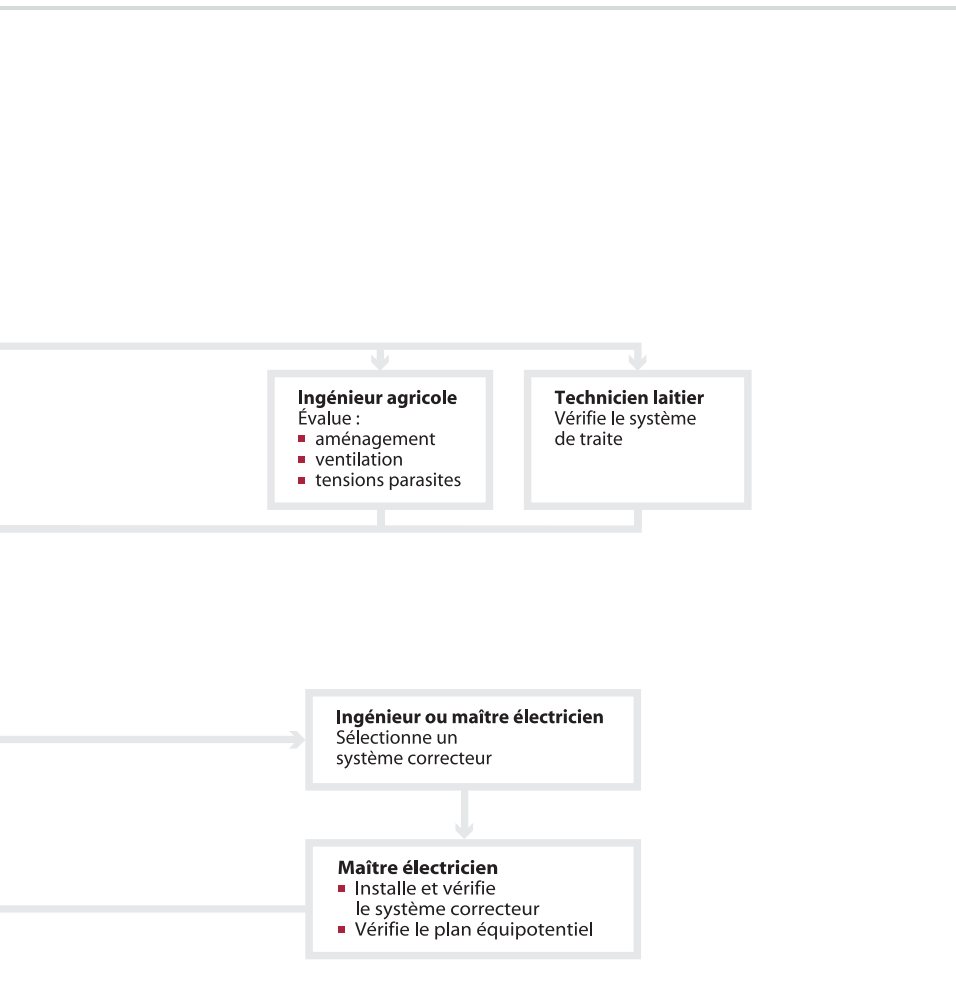 Ingénieur agricole
Évalue :
▪ aménagement
▪ ventilation
▪ tensions parasites
Technicien laitier
Vérifie le système
de traite
Ingénieur ou maître électricien
Sélectionne un
système correcteur
Maître électricien
▪ Installe et vérifie
le système correcteur
▪ Vérifie le plan équipotentiel